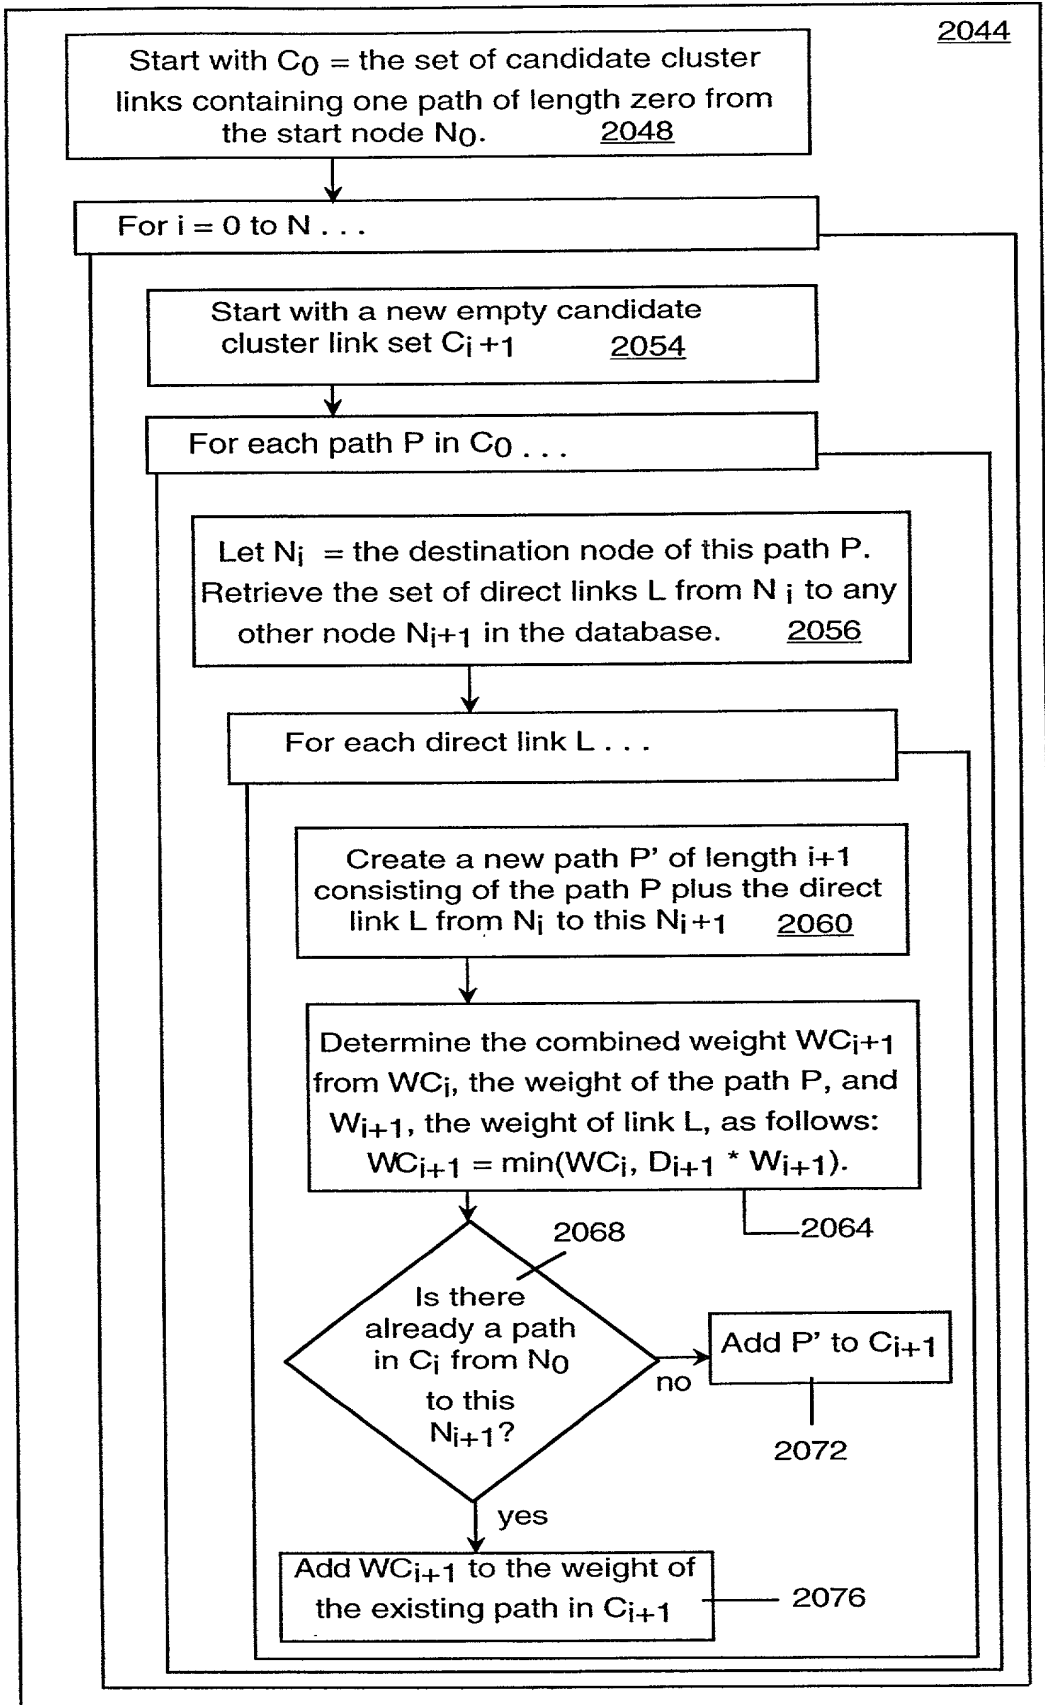 2044
Start with C0 = the set of candidate cluster
links containing one path of length zero from
the start node N0. 2048
For i = 0 to N . . .
Start with a new empty candidate
cluster link set Ci+1 2054
For each path P in C0 . . .
Let Ni = the destination node of this path P.
Retrieve the set of direct links L from N i to any
other node Ni+1 in the database. 2056
For each direct link L . . .
Create a new path P' of length i+1
consisting of the path P plus the direct
link L from Ni to this Ni+1 2060
Determine the combined weight WCi+1
from WCi, the weight of the path P, and
Wi+1, the weight of link L, as follows:
WCi+1 = min(WCi, Di+1 * Wi+1).
2064
2068
Is there
already a path
in Ci from N0
to this
Ni+1?
no
Add P' to Ci+1
2072
yes
Add WCi+1 to the weight of
the existing path in Ci+1
2076